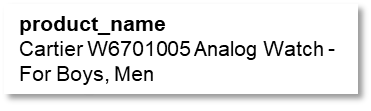 product_name
Cartier W6701005 Analog Watch -
For Boys, Men